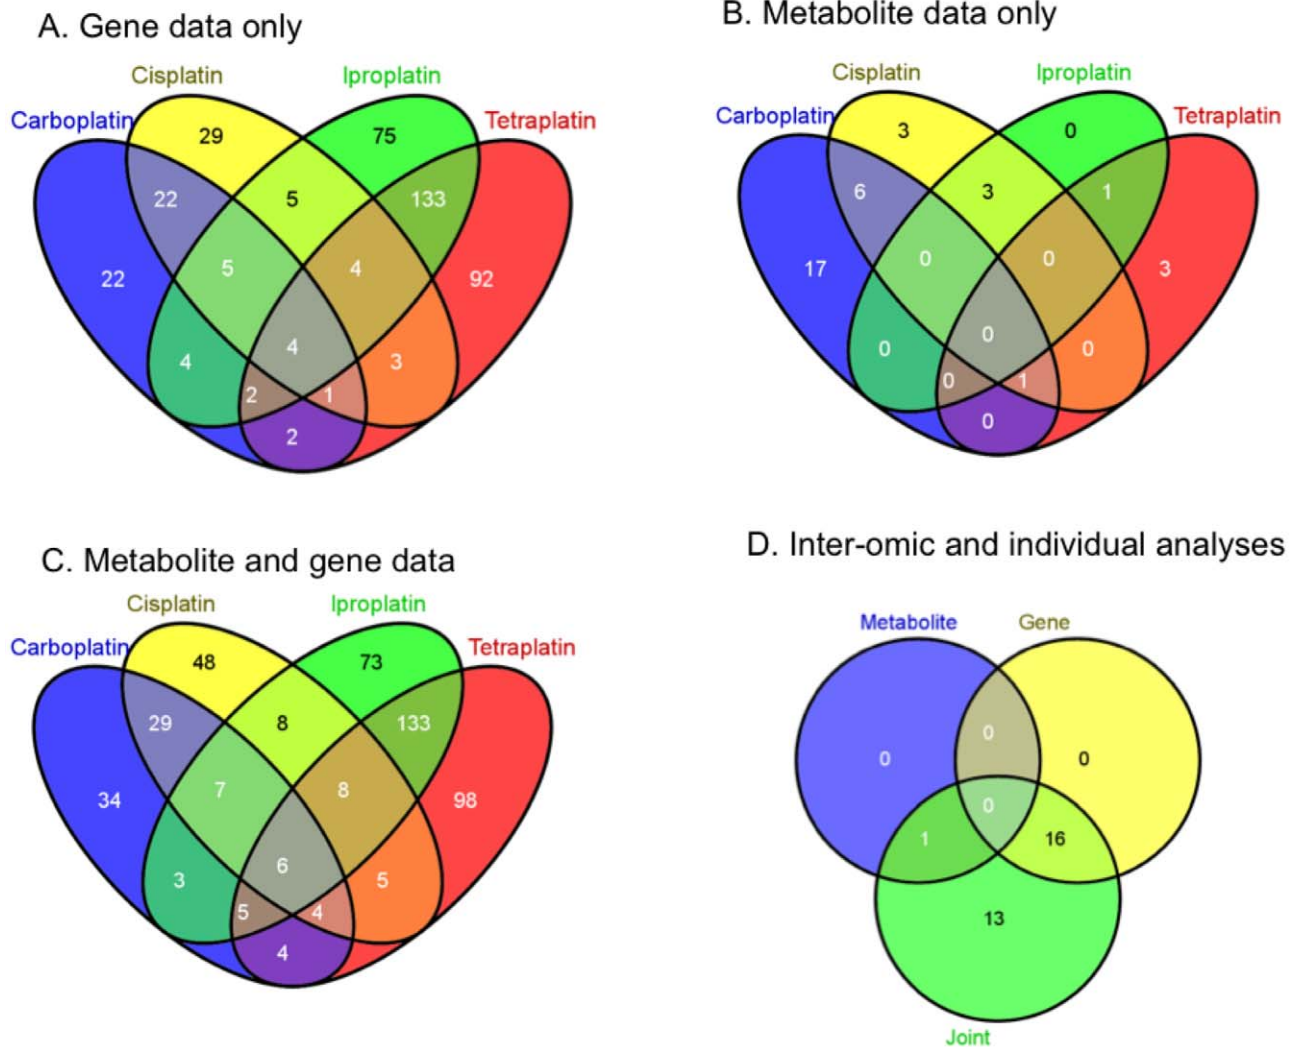 A. Gene data only
Cisplatin
Iproplatin
Carboplatin
Tetraplatin
29
75
22
5
133
22
5
4
92
4
4
3
2
1
2
B. Metabolite data only
Cisplatin
Iproplatin
Carboplatin
Tetraplatin
3
0
6
3
1
17
0
0
3
0
0
0
0
1
0
C. Metabolite and gene data
Cisplatin
Iproplatin
Carboplatin
Tetraplatin
48
73
29
8
133
34
7
8
98
3
6
5
5
4
4
D. Inter-omic and individual analyses
Metabolite
Gene
0
0
0
0
1
16
13
Joint